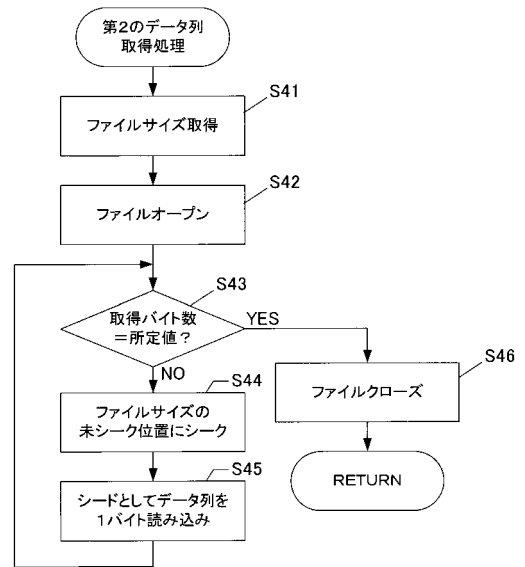 第2のデータ列
取得処理
S41
ファイルサイズ取得
S42
ファイルオープン
S43
取得バイト数
=所定値?
YES
NO
S44
ファイルサイズの
未シーク位置にシーク
S45
シードとしてデータ列を
1バイト読み込み
S46
ファイルクローズ
RETURN